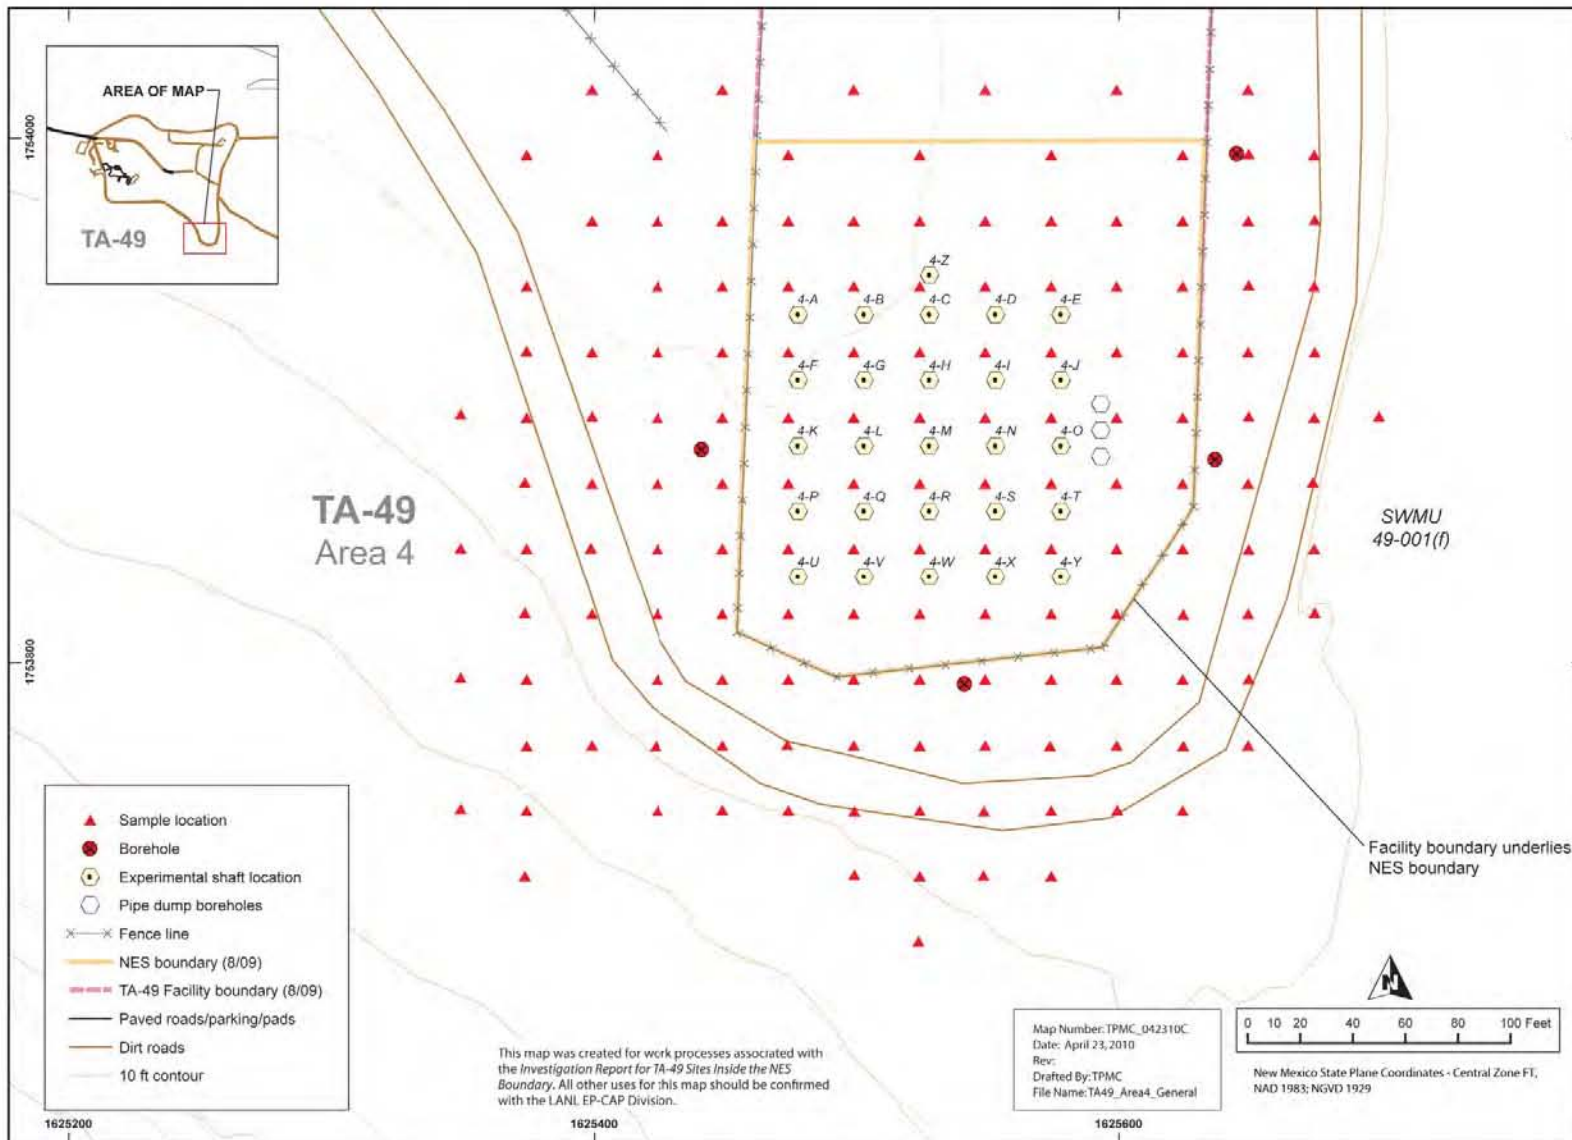 AREA OF MAP
TA-49
1754000
1753800
4-Z
4-A
4-B
4-C
4-D
4-E
4-F
4-G
4-H
4-I
4-J
4-K
4-L
4-M
4-N
4-O
4-P
4-Q
4-R
4-S
4-T
4-U
4-V
4-W
4-X
4-Y
TA-49
Area 4
SWMU
49-001(f)
Facility boundary underlies
NES boundary
Sample location
Borehole
Experimental shaft location
Pipe dump boreholes
Fence line
NES boundary (8/09)
TA-49 Facility boundary (8/09)
Paved roads/parking/pads
Dirt roads
10 ft contour
This map was created for work processes associated with
the Investigation Report for TA-49 Sites Inside the NES
Boundary. All other uses for this map should be confirmed
with the LANL EP-CAP Division.
Map Number: TPMC_042310C
Date: April 23, 2010
Rev:
Drafted By: TPMC
File Name: TA49_Area4_General
N
0 10 20 40 60 80 100 Feet
New Mexico State Plane Coordinates - Central Zone FT,
NAD 1983; NGVD 1929
1625200
1625400
1625600